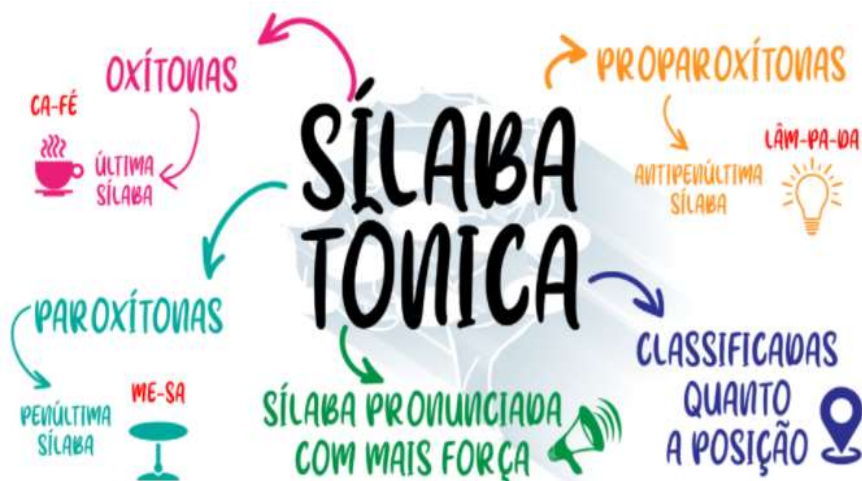 SÍLABA
TÔNICA
OXÍTONAS
CA-FÉ
ÚLTIMA
SÍLABA
PROPAROXÍTONAS
LÂM-PA-DA
ANTIPENÚLTIMA
SÍLABA
PAROXÍTONAS
PENÚLTIMA
SÍLABA
ME-SA
SÍLABA PRONUNCIADA
COM MAIS FORÇA
CLASSIFICADAS
QUANTO
A POSIÇÃO